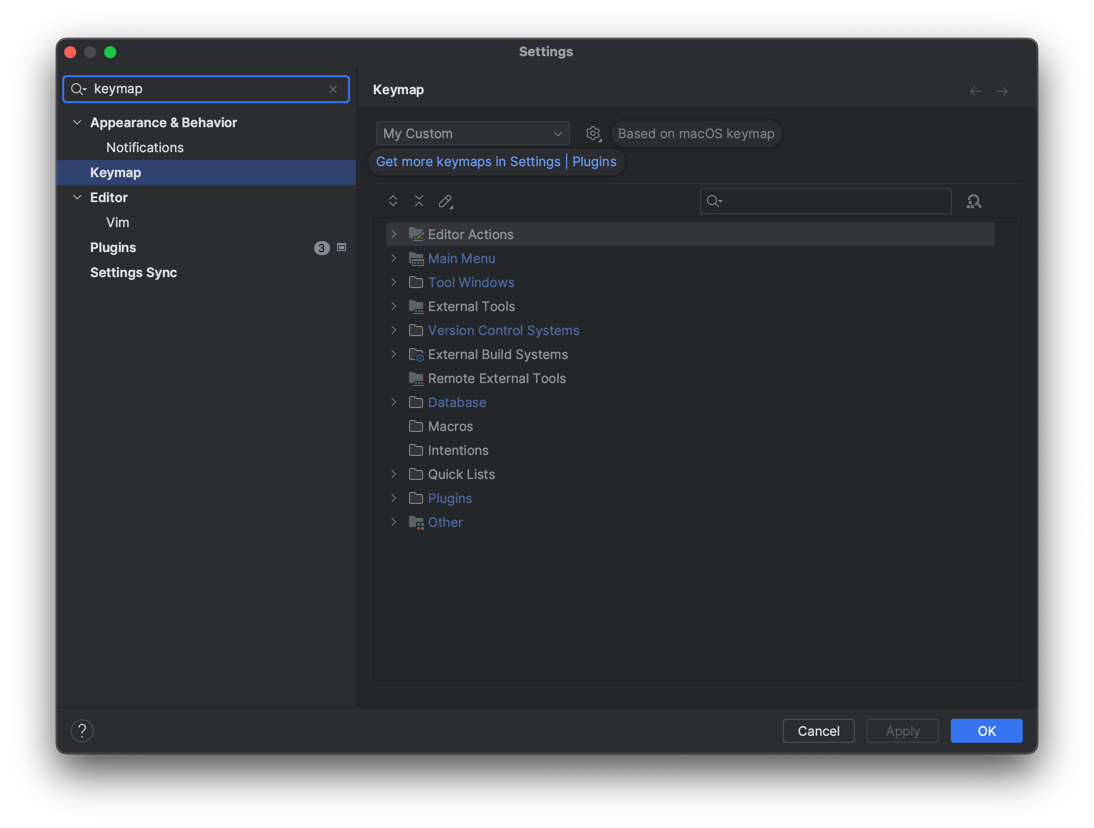 Settings
keymap
Appearance & Behavior
Notifications
Keymap
Editor
Vim
Plugins 3
Settings Sync
Keymap
My Custom Based on macOS keymap
Get more keymaps in Settings | Plugins
Editor Actions
Main Menu
Tool Windows
External Tools
Version Control Systems
External Build Systems
Remote External Tools
Database
Macros
Intentions
Quick Lists
Plugins
Other
? Cancel Apply OK